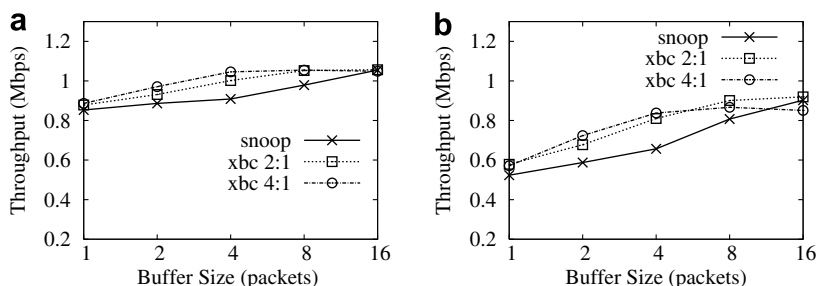 a
Throughput (Mbps)
1.2
1
0.8
0.6
0.4
0.2
snoop
xbc 2:1
xbc 4:1
1 2 4 8 16
Buffer Size (packets)
b
Throughput (Mbps)
1.2
1
0.8
0.6
0.4
0.2
snoop
xbc 2:1
xbc 4:1
1 2 4 8 16
Buffer Size (packets)